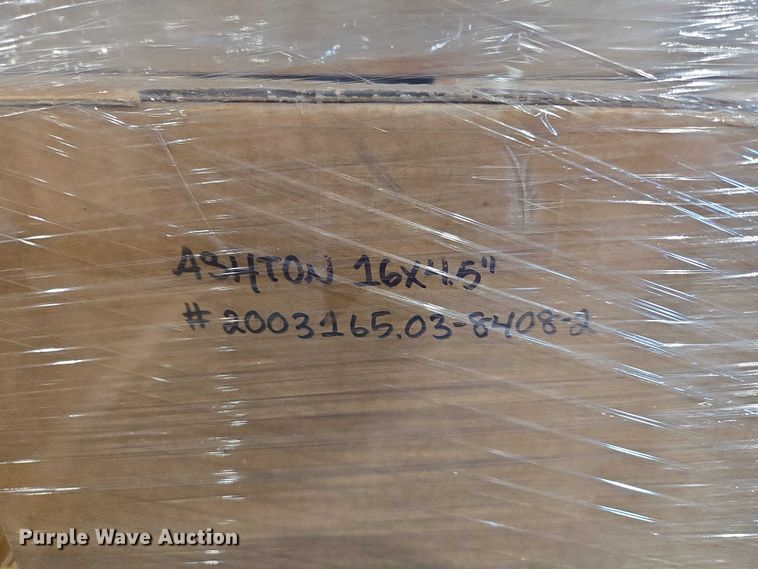 ASHTON 16X4.5"
#2003165.03-8408-2
Purple Wave Auction®